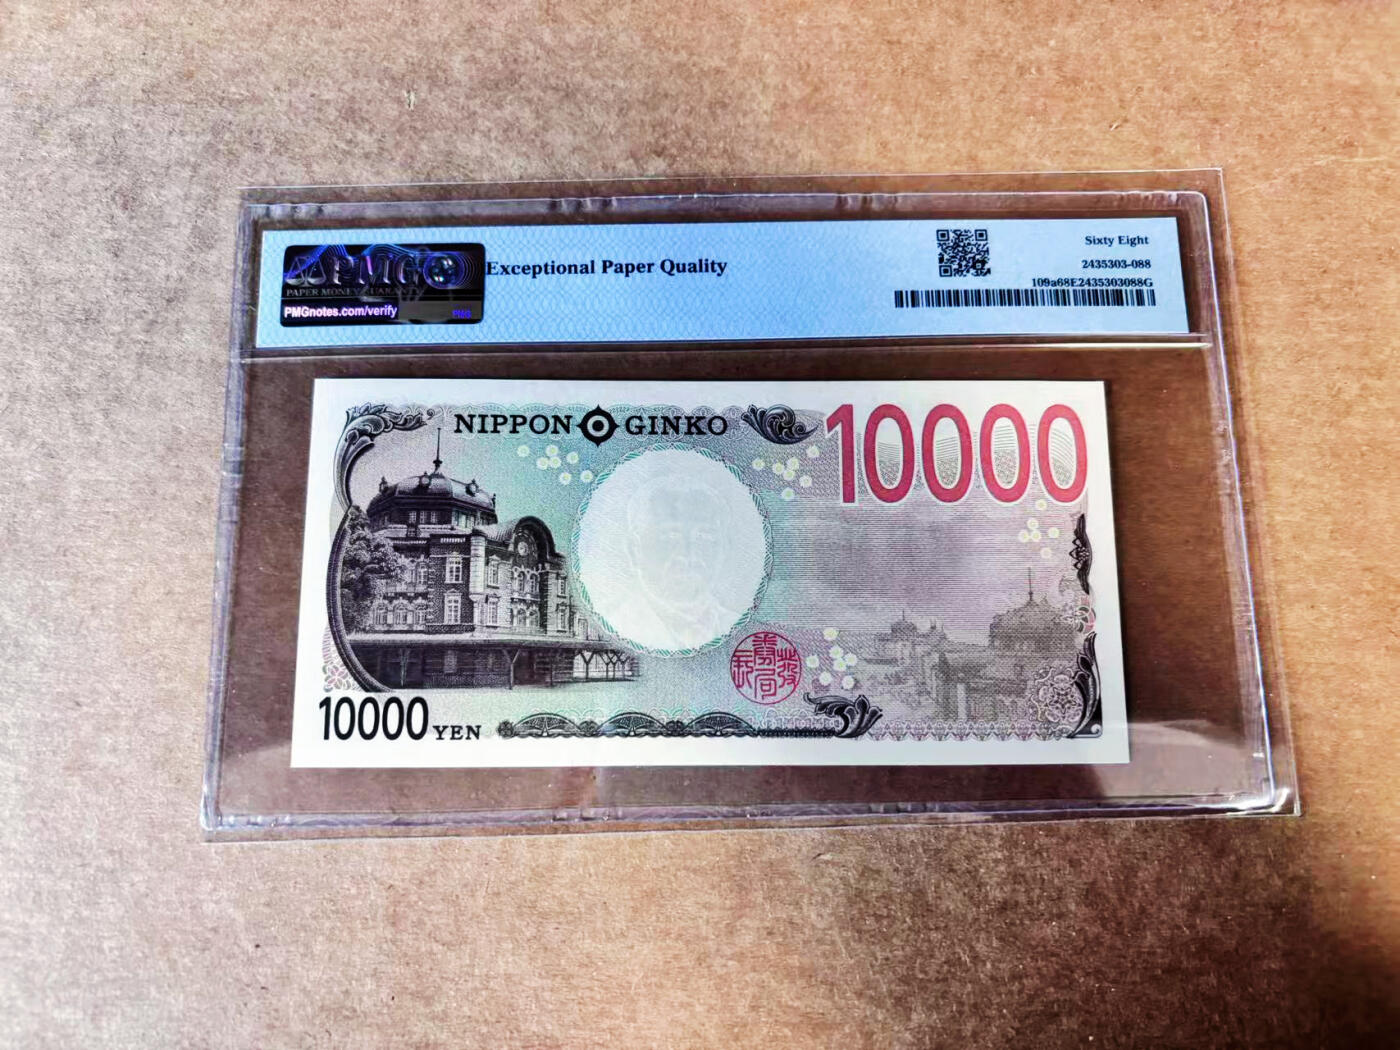 PMG
PAPER MONEY GUARANTY
PMGnotes.com/verify
PMG
Exceptional Paper Quality
Sixty Eight
2435303-088
109a68E2435303088G
NIPPON GINKO
10000
10000 YEN